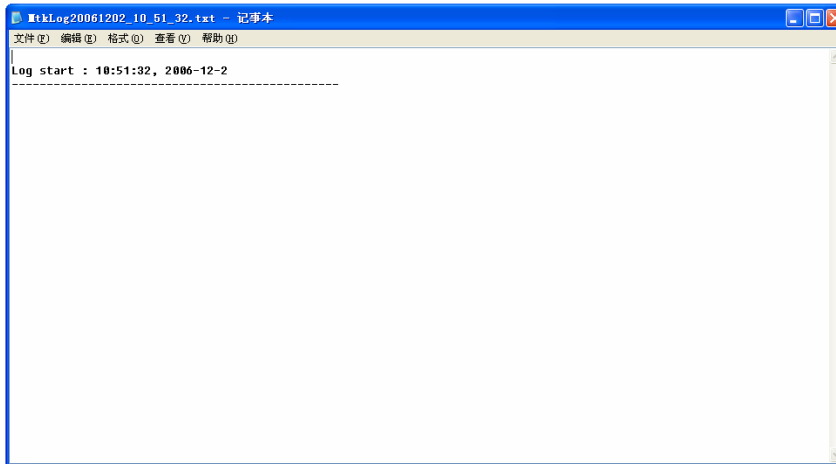 MtkLog20061202_10_51_32.txt - 记事本
文件(F) 编辑(E) 格式(O) 查看(V) 帮助(H)
Log start : 10:51:32, 2006-12-2
-----------------------------------------------